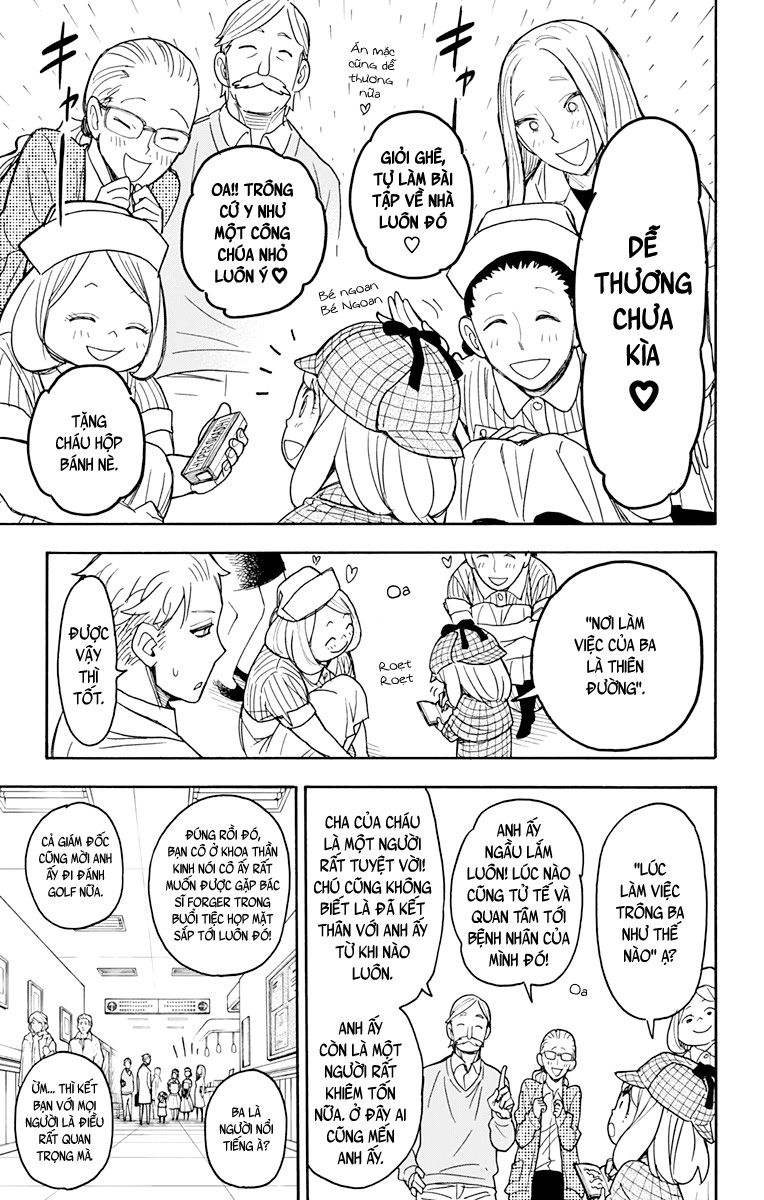 DỄ
THƯƠNG
CHƯA
KÌA
♡
Ăn mặc
cũng dễ
thương
nữa
♡
GIỎI GHÊ,
TỰ LÀM BÀI
TẬP VỀ NHÀ
LUÔN ĐÓ
♡
OA!! TRÔNG
CỨ Y NHƯ
MỘT CÔNG
CHÚA NHỎ
LUÔN Ý♡
Bé ngoan
Bé Ngoan
TẶNG
CHÁU HỘP
BÁNH NÈ.
"NƠI LÀM
VIỆC CỦA BA
LÀ THIÊN
ĐƯỜNG".
Oa
Roẹt
Roẹt
ĐƯỢC
VẬY THÌ
TỐT.
"LÚC
LÀM VIỆC
TRÔNG BA
NHƯ THẾ
NÀO" Ạ?
ANH ẤY
NGẦU LẮM
LUÔN! LÚC NÀO
CŨNG TỬ TẾ VÀ
QUAN TÂM TỚI
BỆNH NHÂN CỦA
MÌNH ĐÓ!
Oa
CHA CỦA CHÁU
LÀ MỘT NGƯỜI
RẤT TUYỆT VỜI!
CHÚ CŨNG KHÔNG
BIẾT LÀ ĐÃ KẾT
THÂN VỚI ANH ẤY
TỪ KHI NÀO
LUÔN.
ANH ẤY
CÒN LÀ MỘT
NGƯỜI RẤT
KHIÊM TỐN
NỮA. Ở ĐÂY AI
CŨNG MẾN
ANH ẤY.
ĐÚNG RỒI ĐÓ,
BẠN CÔ Ở KHOA THẦN
KINH NÓI CÔ ẤY RẤT
MUỐN ĐƯỢC GẶP BÁC
SĨ FORGER TRONG
BUỔI TIỆC HỌP MẶT
SẮP TỚI LUÔN ĐÓ!
CẢ GIÁM ĐỐC
CŨNG MỜI ANH
ẤY ĐI ĐÁNH
GOLF NỮA.
BA LÀ
NGƯỜI NỔI
TIẾNG À?
ỪM... THÌ KẾT
BẠN VỚI MỌI
NGƯỜI LÀ ĐIỀU
RẤT QUAN
TRỌNG MÀ.